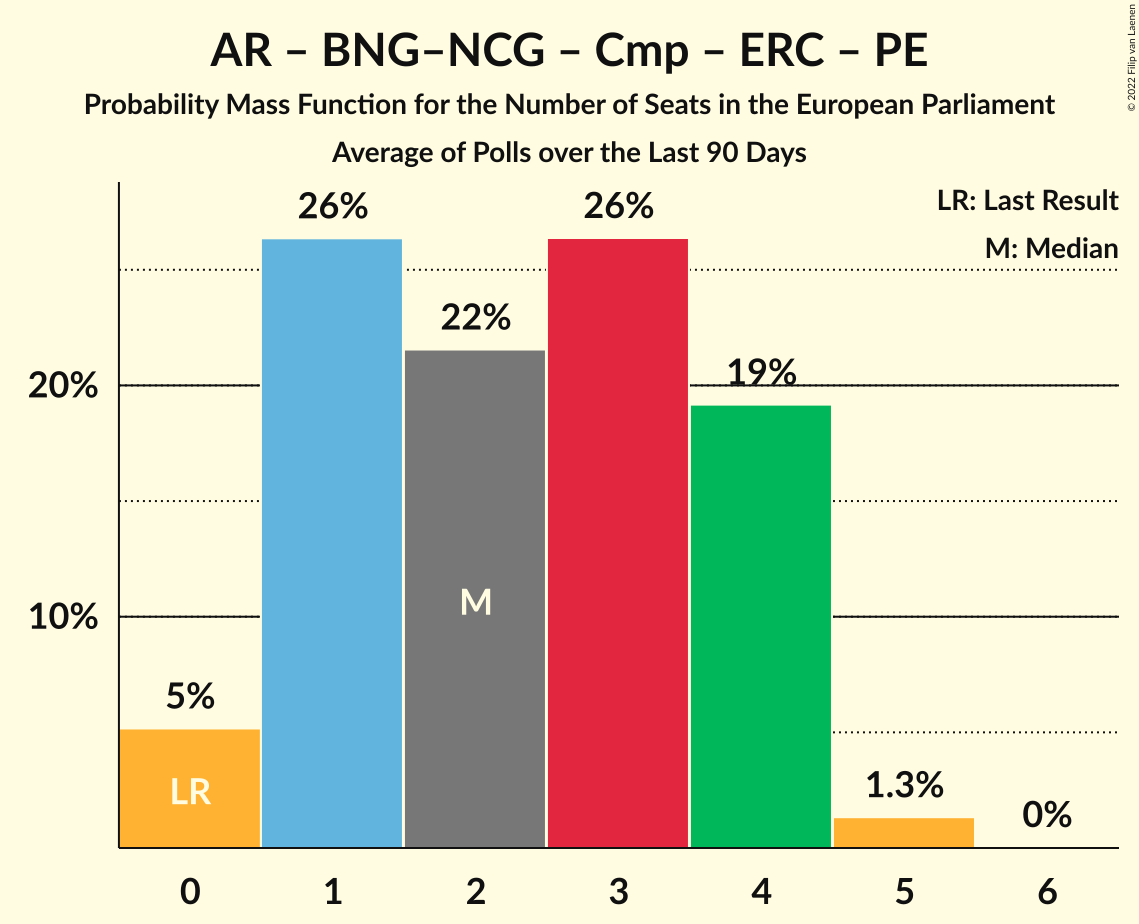 AR – BNG–NCG – Cmp – ERC – PE
Probability Mass Function for the Number of Seats in the European Parliament
Average of Polls over the Last 90 Days
© 2022 Filip van Laenen
LR: Last Result
M: Median
26%
26%
22%
19%
20%
10%
M
5%
LR
1.3%
0%
0 1 2 3 4 5 6